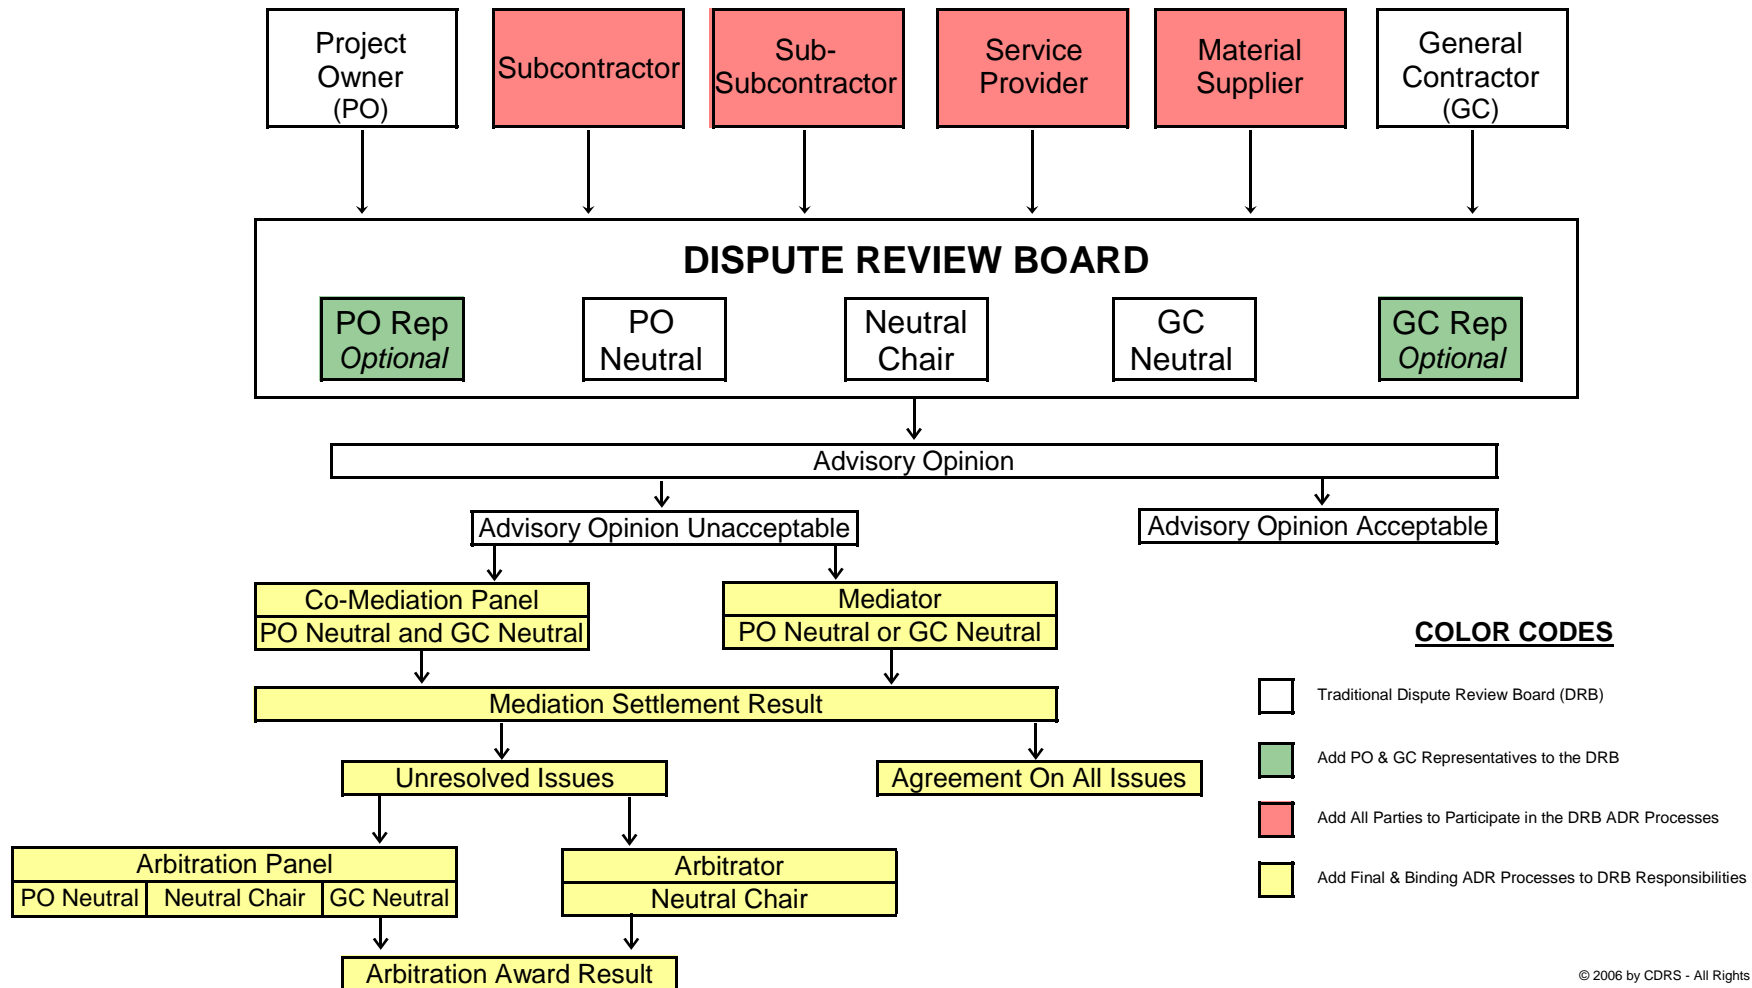 Project
Owner
(PO)
Subcontractor
Sub-
Subcontractor
Service
Provider
Material
Supplier
General
Contractor
(GC)
DISPUTE REVIEW BOARD
PO Rep
Optional
PO
Neutral
Neutral
Chair
GC
Neutral
GC Rep
Optional
Advisory Opinion
Advisory Opinion Unacceptable
Advisory Opinion Acceptable
Co-Mediation Panel
PO Neutral and GC Neutral
Mediator
PO Neutral or GC Neutral
Mediation Settlement Result
Unresolved Issues
Agreement On All Issues
Arbitration Panel
PO Neutral
Neutral Chair
GC Neutral
Arbitrator
Neutral Chair
Arbitration Award Result
COLOR CODES
Traditional Dispute Review Board (DRB)
Add PO & GC Representatives to the DRB
Add All Parties to Participate in the DRB ADR Processes
Add Final & Binding ADR Processes to DRB Responsibilities
© 2006 by CDRS - All Rights